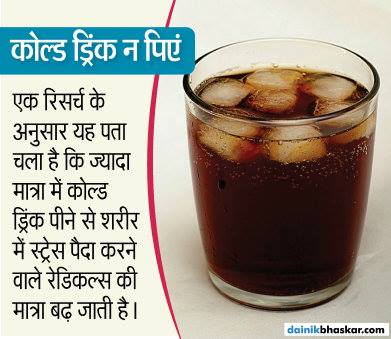 कोल्ड ड्रिंक न पिएं
एक रिसर्च के
अनुसार यह पता
चला है कि ज्यादा
मात्रा में कोल्ड
ड्रिंक पीने से शरीर
में स्ट्रेस पैदा करने
वाले रेडिकल्स की
मात्रा बढ़ जाती है।
dainikbhaskar.com